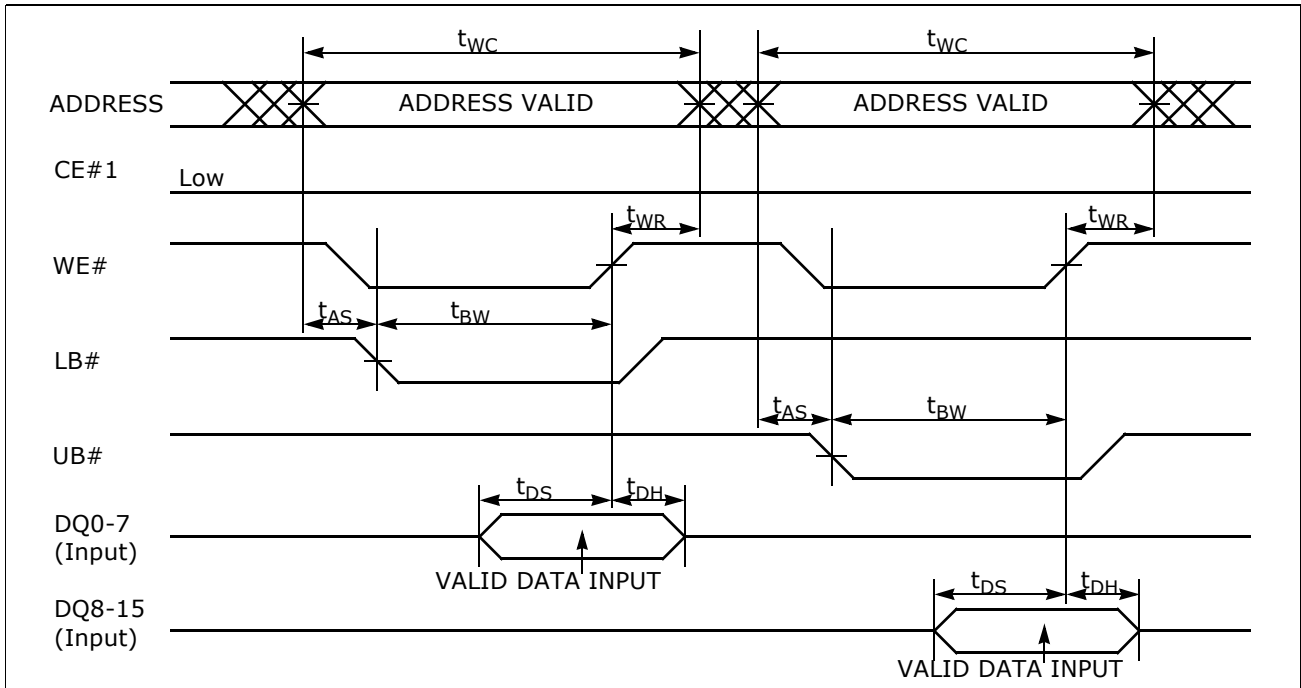 tWC tWC
ADDRESS ADDRESS VALID ADDRESS VALID
CE#1 Low
tWR tWR
WE#
tAS tBW
LB#
tAS tBW
UB#
tDS tDH
DQ0-7
(Input)
VALID DATA INPUT
tDS tDH
DQ8-15
(Input)
VALID DATA INPUT